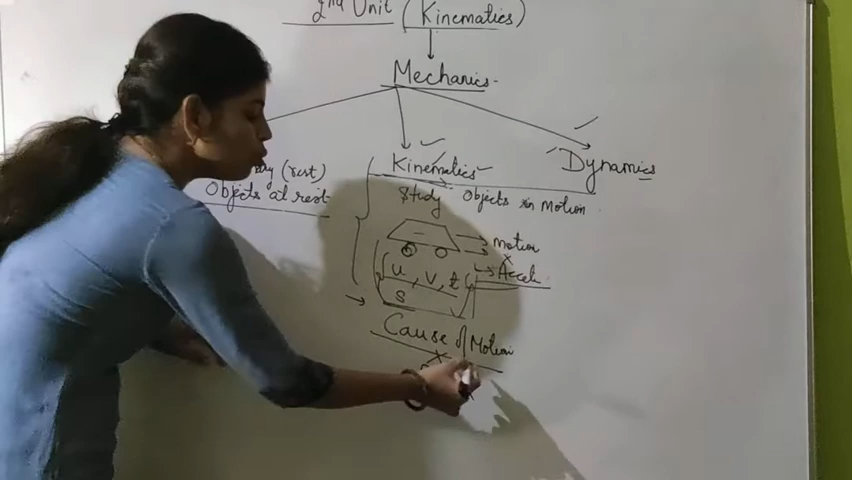 2nd Unit (Kinematics)
Mechanics
(rest)
Objects at rest
Kinematics
Study Objects in Motion
motion
Accel
u, v, t
s
Cause of Motion
Dynamics